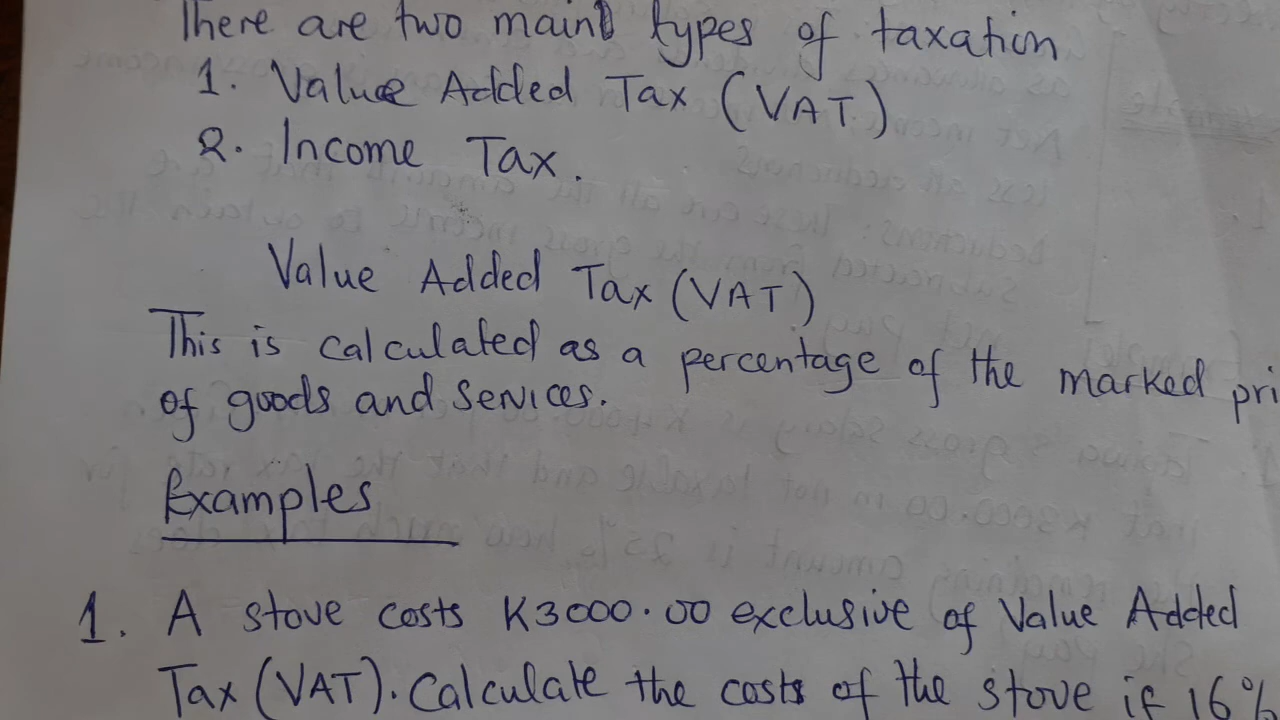 There are two main types of taxation
1. Value Added Tax (VAT)
2. Income Tax.
Value Added Tax (VAT)
This is calculated as a percentage of the marked pri
of goods and services.
Examples
1. A stove costs K3000.00 exclusive of Value Added
Tax (VAT). Calculate the costs of the stove if 16%